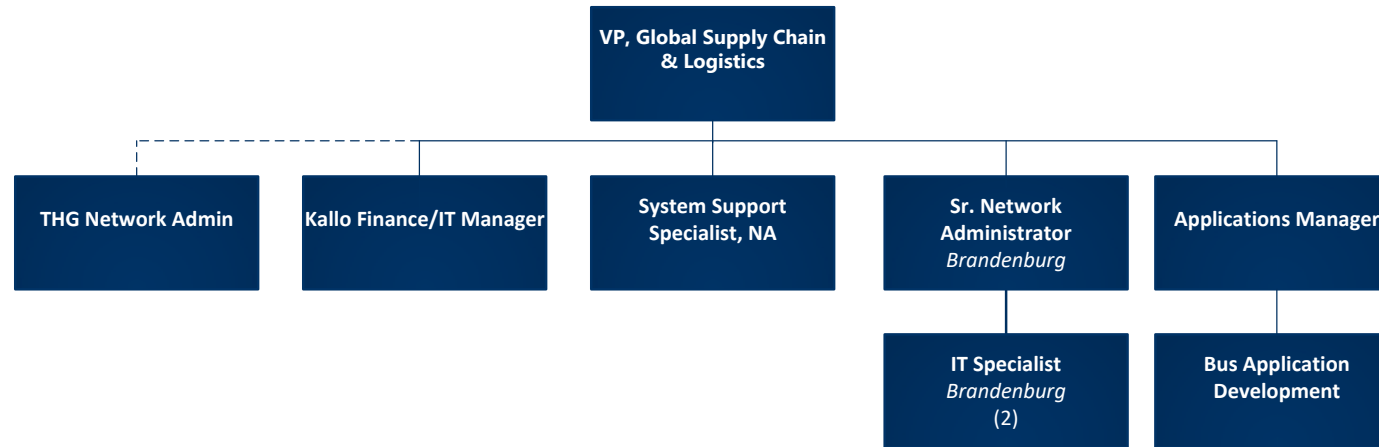 VP, Global Supply Chain
& Logistics
THG Network Admin
Kallo Finance/IT Manager
System Support
Specialist, NA
Sr. Network
Administrator
Brandenburg
Applications Manager
IT Specialist
Brandenburg
(2)
Bus Application
Development